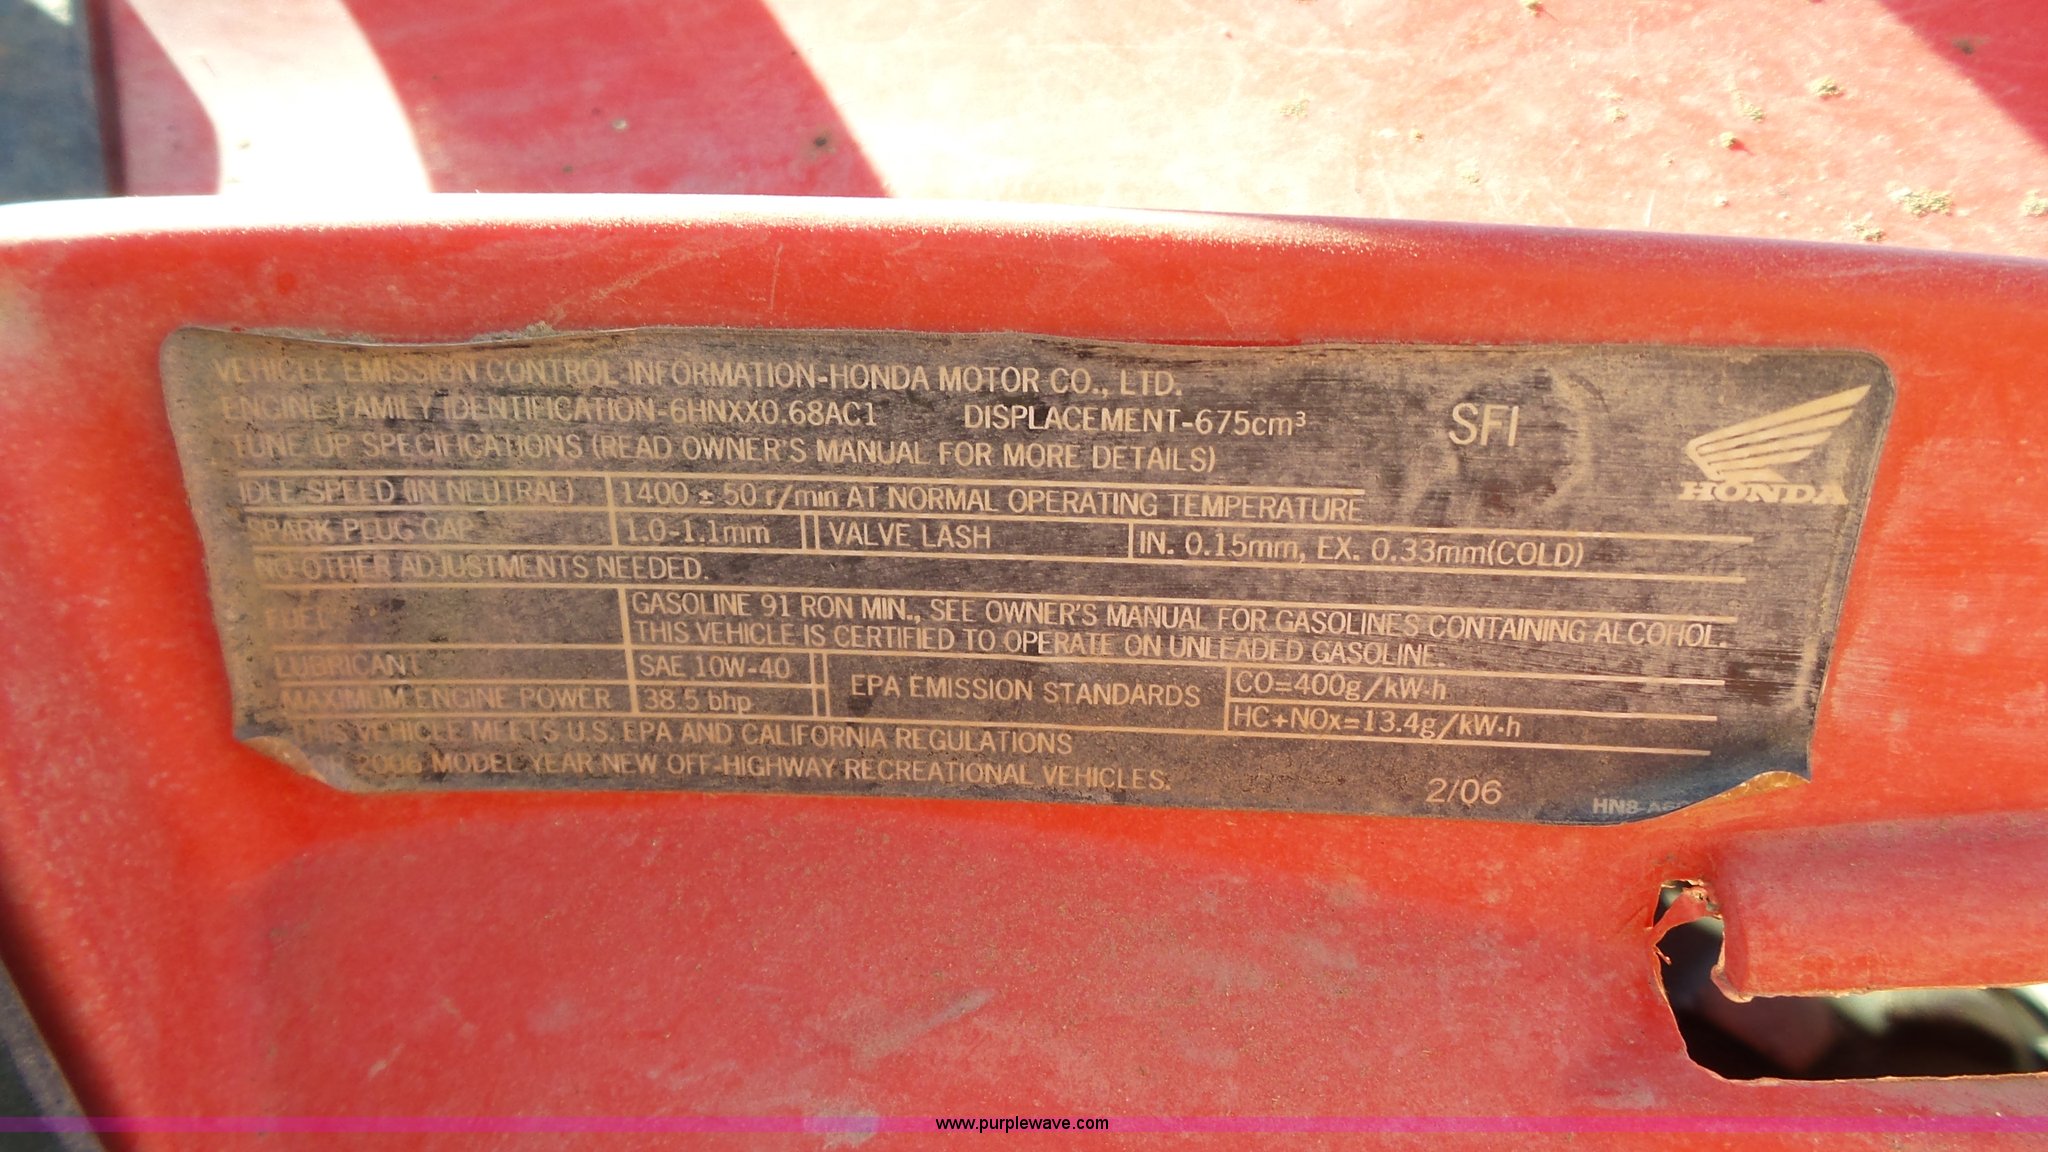 VEHICLE EMISSION CONTROL INFORMATION-HONDA MOTOR CO., LTD.
ENGINE FAMILY IDENTIFICATION-6HNXX0.68AC1 DISPLACEMENT-675cm³ SFI
TUNE UP SPECIFICATIONS (READ OWNER'S MANUAL FOR MORE DETAILS)
HONDA
IDLE SPEED (IN NEUTRAL) 1400 ± 50 r/min AT NORMAL OPERATING TEMPERATURE
SPARK PLUG GAP 1.0-1.1mm VALVE LASH IN. 0.15mm, EX. 0.33mm(COLD)
NO OTHER ADJUSTMENTS NEEDED.
FUEL GASOLINE 91 RON MIN., SEE OWNER'S MANUAL FOR GASOLINES CONTAINING ALCOHOL.
THIS VEHICLE IS CERTIFIED TO OPERATE ON UNLEADED GASOLINE.
LUBRICANT SAE 10W-40 EPA EMISSION STANDARDS CO=400g/kW·h
MAXIMUM ENGINE POWER 38.5 bhp HC+NOx=13.4g/kW·h
THIS VEHICLE MEETS U.S. EPA AND CALIFORNIA REGULATIONS
2006 MODEL YEAR NEW OFF-HIGHWAY RECREATIONAL VEHICLES.
2/06
www.purplewave.com